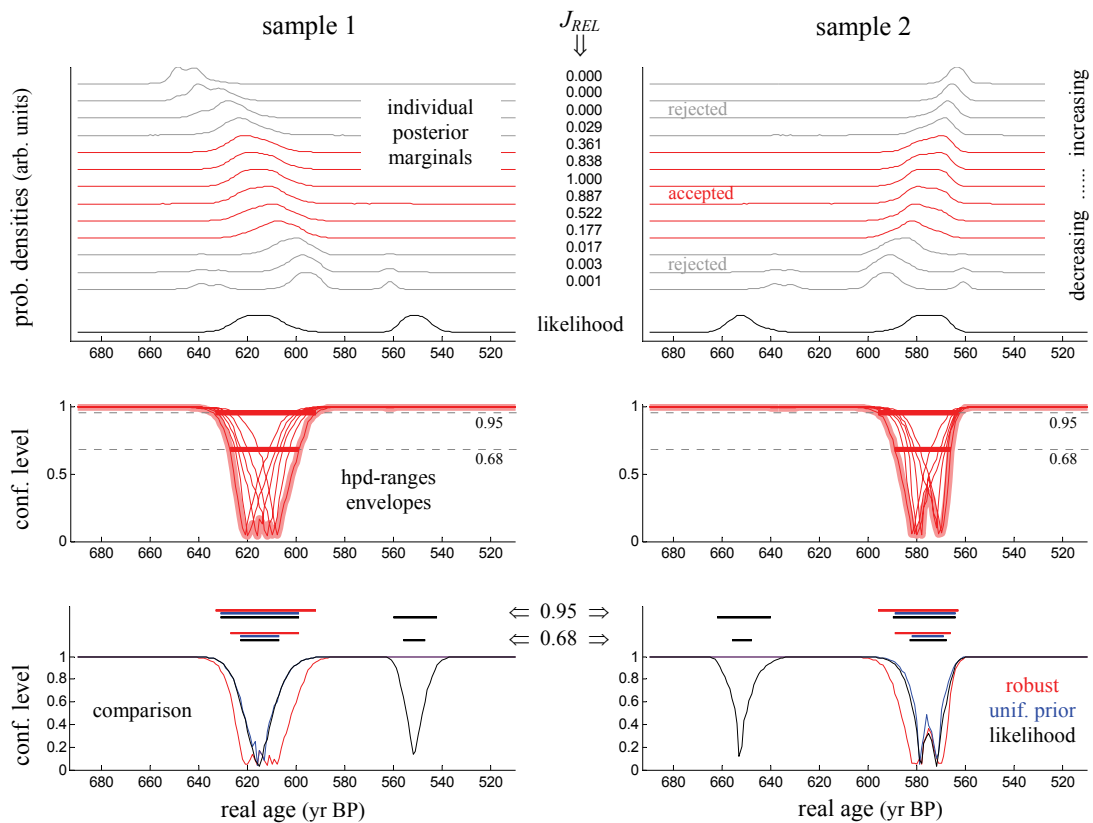 sample 1
J_REL
⇓
sample 2
prob. densities (arb. units)
individual
posterior
marginals
0.000
0.000
0.000
0.029
0.361
0.838
1.000
0.887
0.522
0.177
0.017
0.003
0.001
likelihood
rejected
accepted
rejected
decreasing ...... increasing
680 660 640 620 600 580 560 540 520
680 660 640 620 600 580 560 540 520
conf. level
1
0.5
0
0.95
0.68
hpd-ranges
envelopes
680 660 640 620 600 580 560 540 520
1
0.5
0
0.95
0.68
680 660 640 620 600 580 560 540 520
⇐ 0.95 ⇒
⇐ 0.68 ⇒
conf. level
1
0.8
0.6
0.4
0.2
0
comparison
680 660 640 620 600 580 560 540 520
real age (yr BP)
1
0.8
0.6
0.4
0.2
0
robust
unif. prior
likelihood
680 660 640 620 600 580 560 540 520
real age (yr BP)